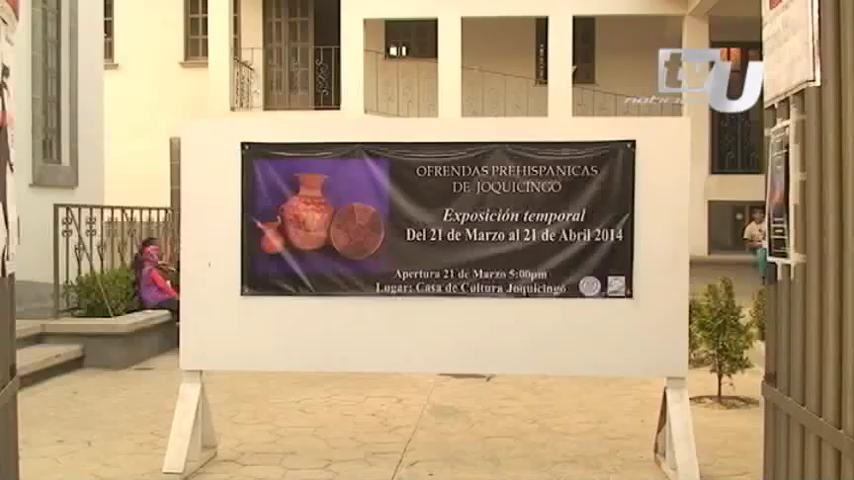 tvU
noticias
OFRENDAS PREHISPANICAS
DE JOQUICINGO
Exposición temporal
Del 21 de Marzo al 21 de Abril 2014
Apertura 21 de Marzo 5:00pm
Lugar: Casa de Cultura Joquicingo